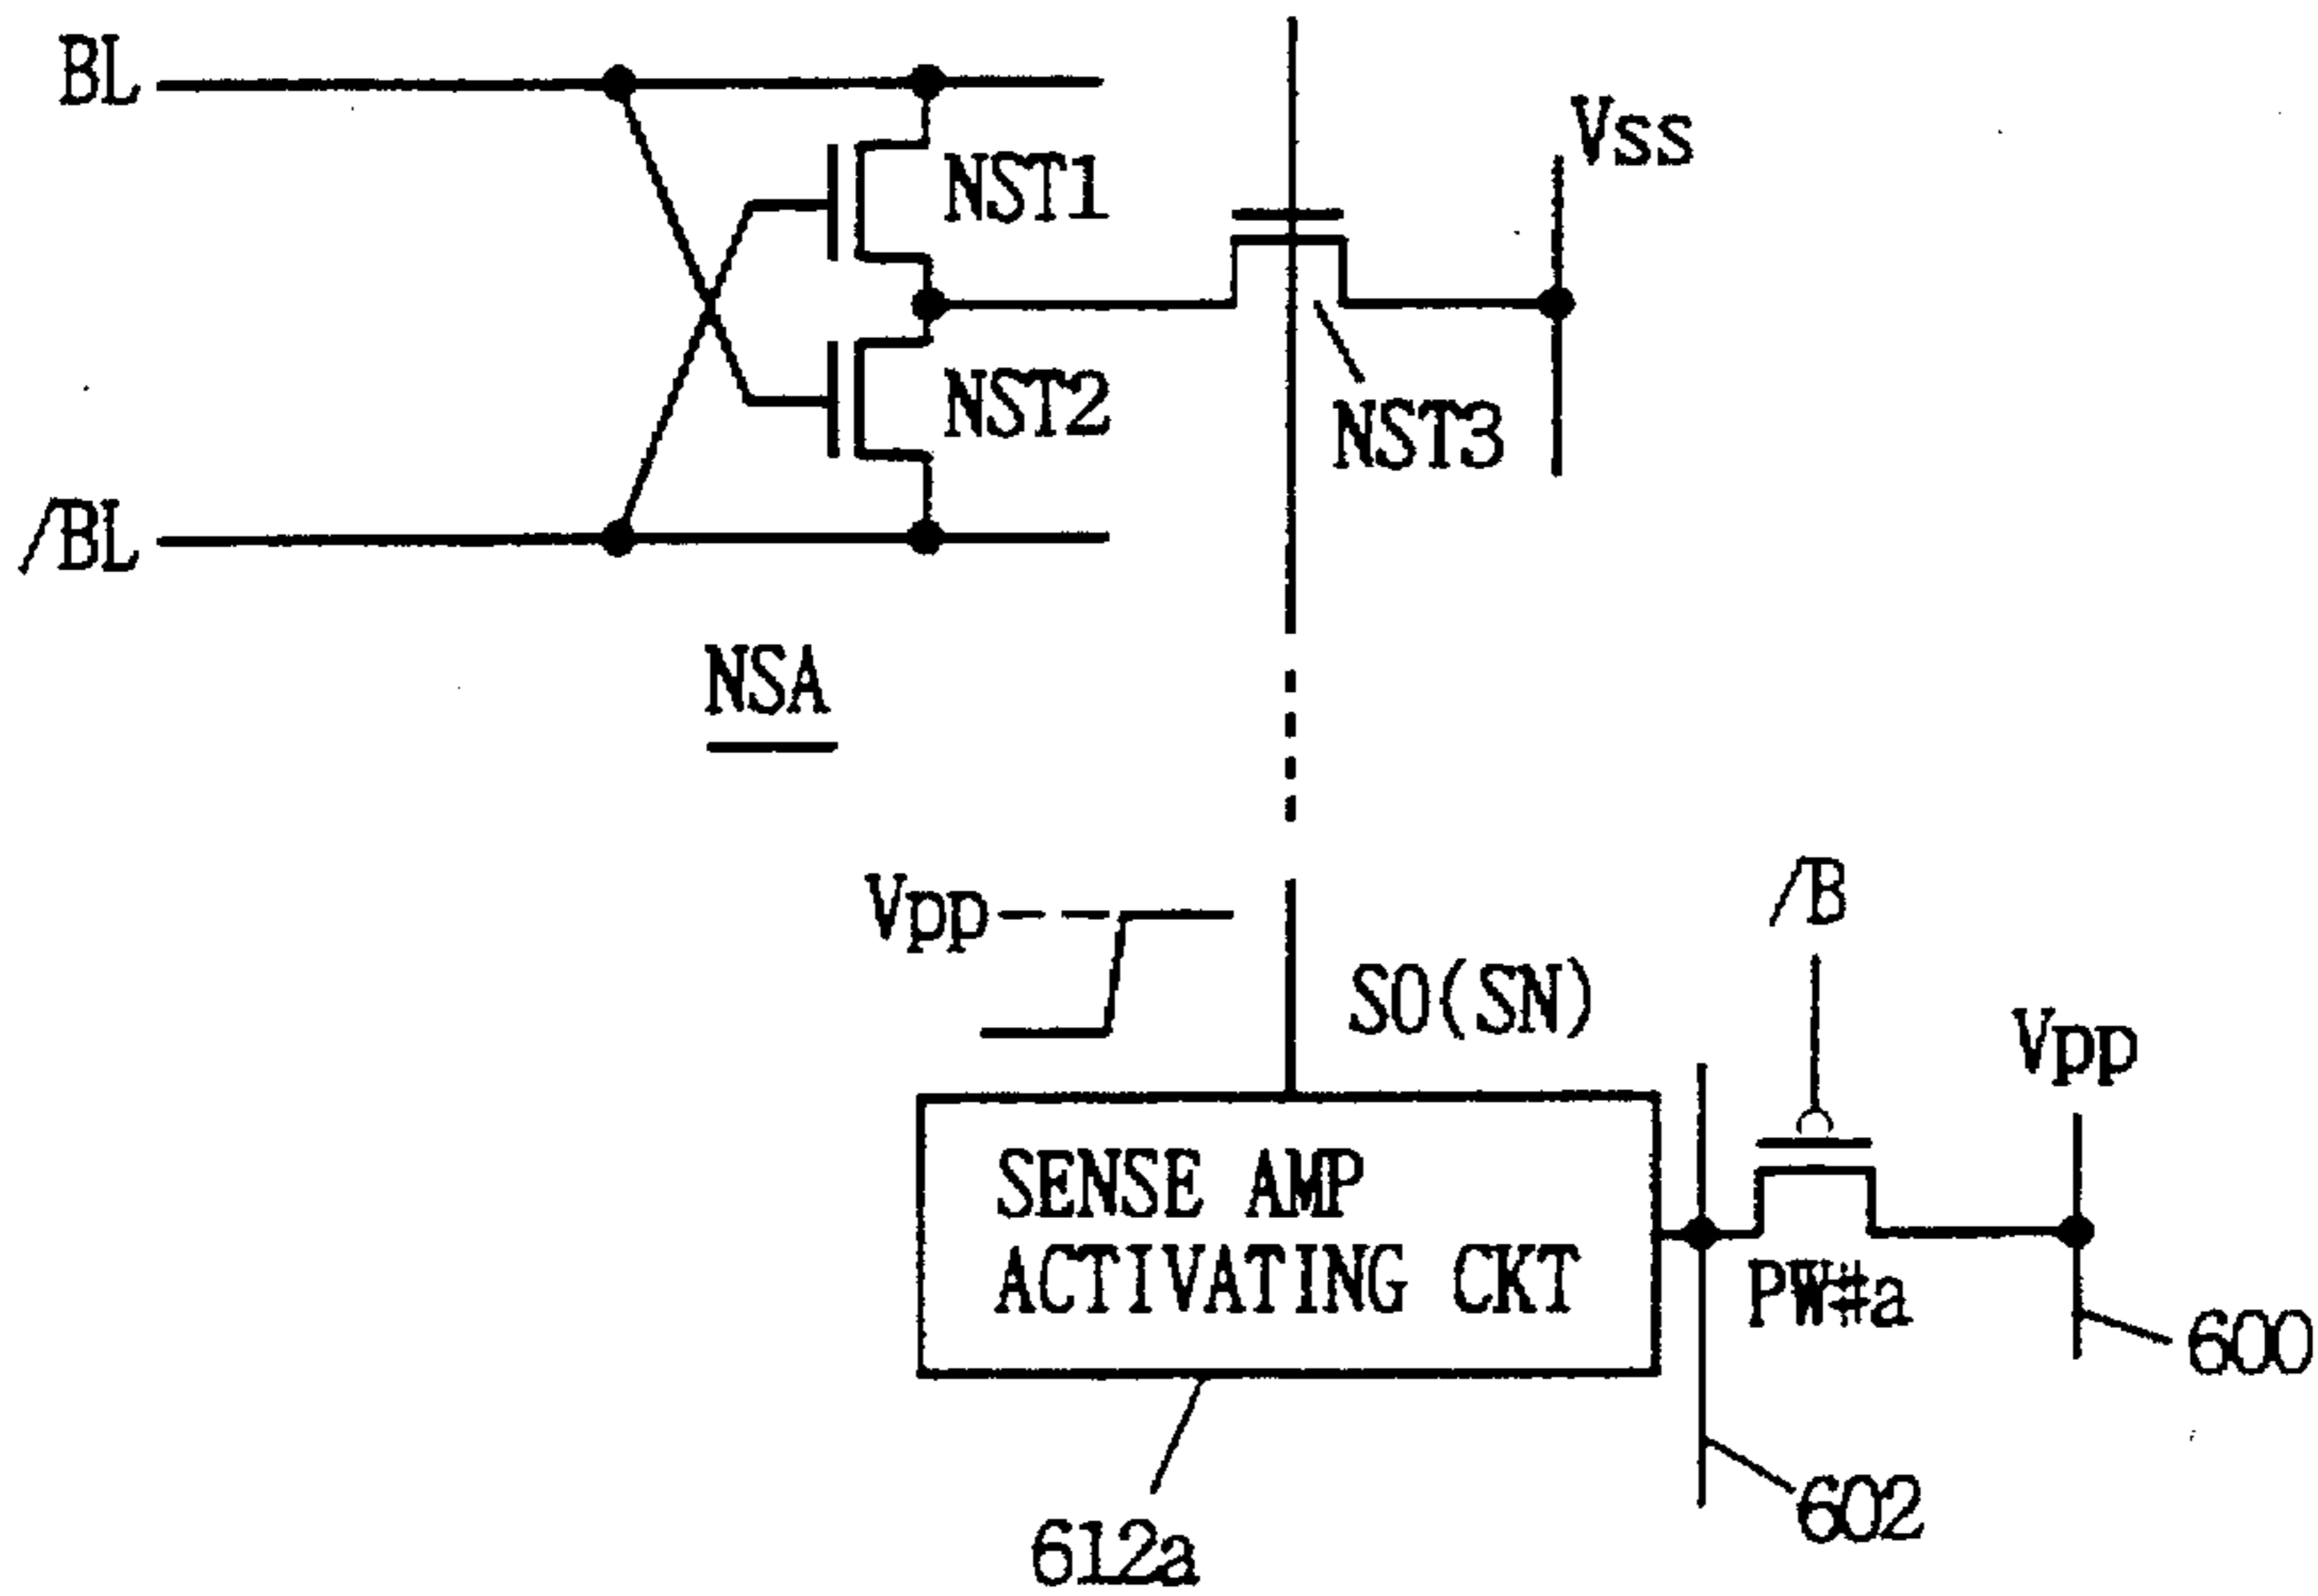 BL
Vss
NST1
NST2
NST3
/BL
NSA
Vpp
/B
SO(SN)
Vpp
SENSE AMP
ACTIVATING CKT
PW#a
600
602
612a